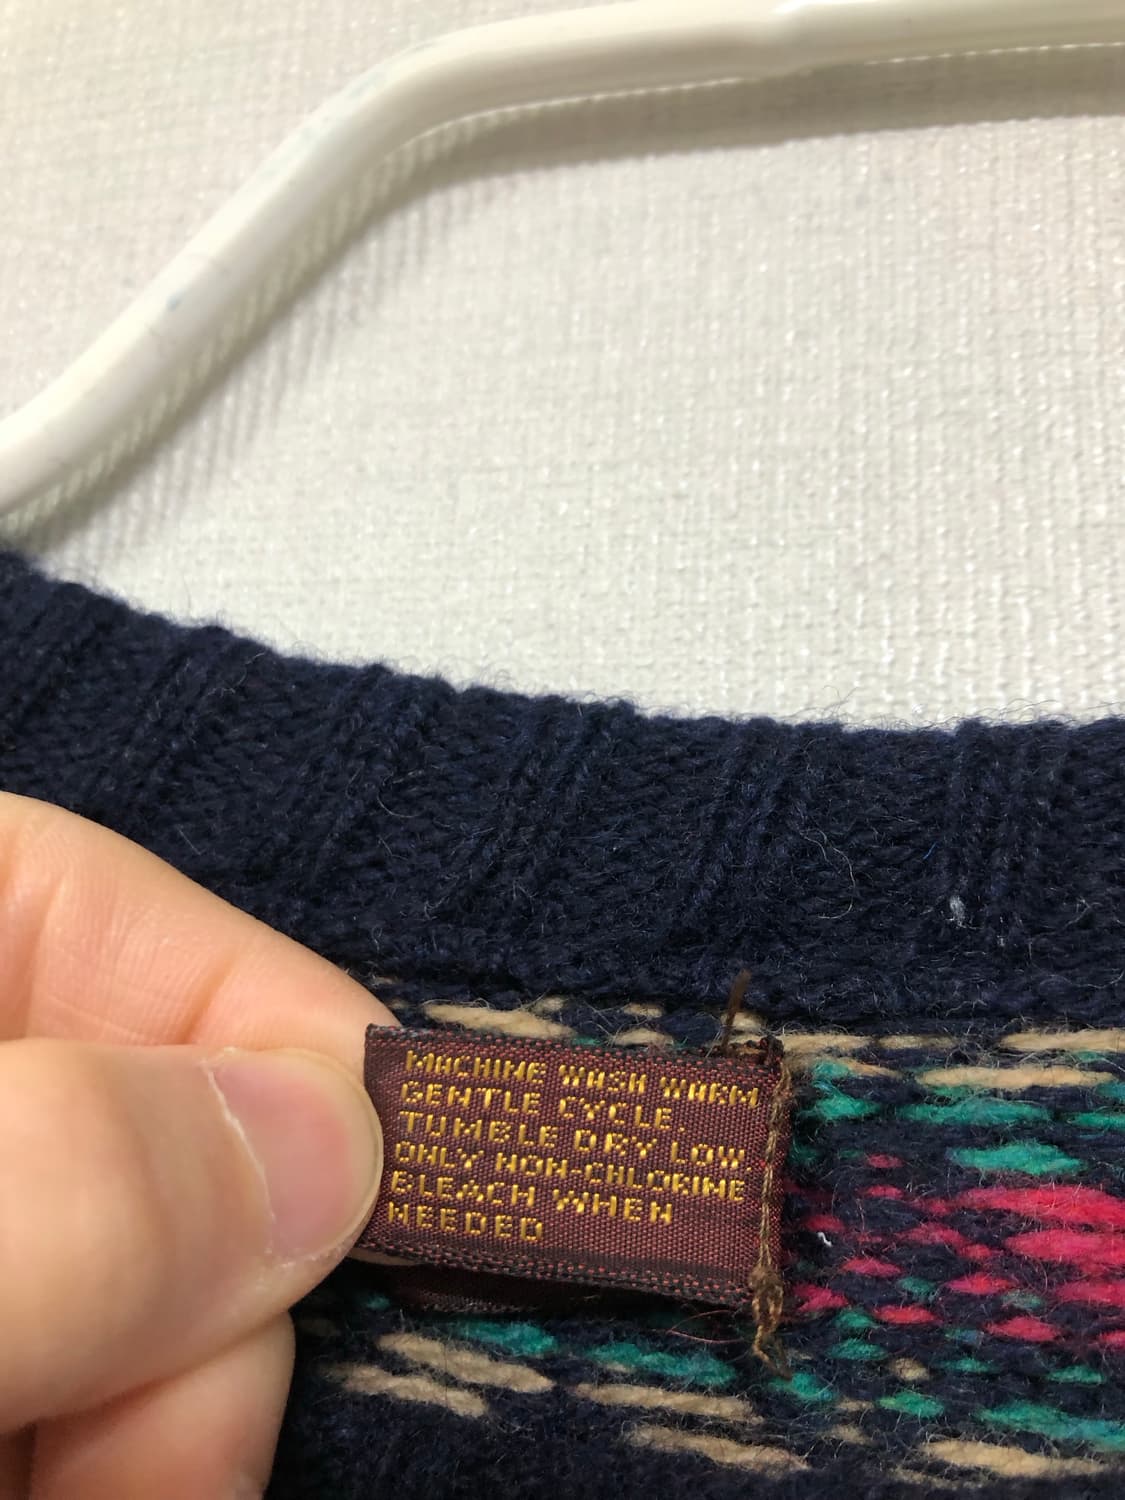 MACHINE WASH WARM
GENTLE CYCLE.
TUMBLE DRY LOW
ONLY NON-CHLORINE
BLEACH WHEN
NEEDED